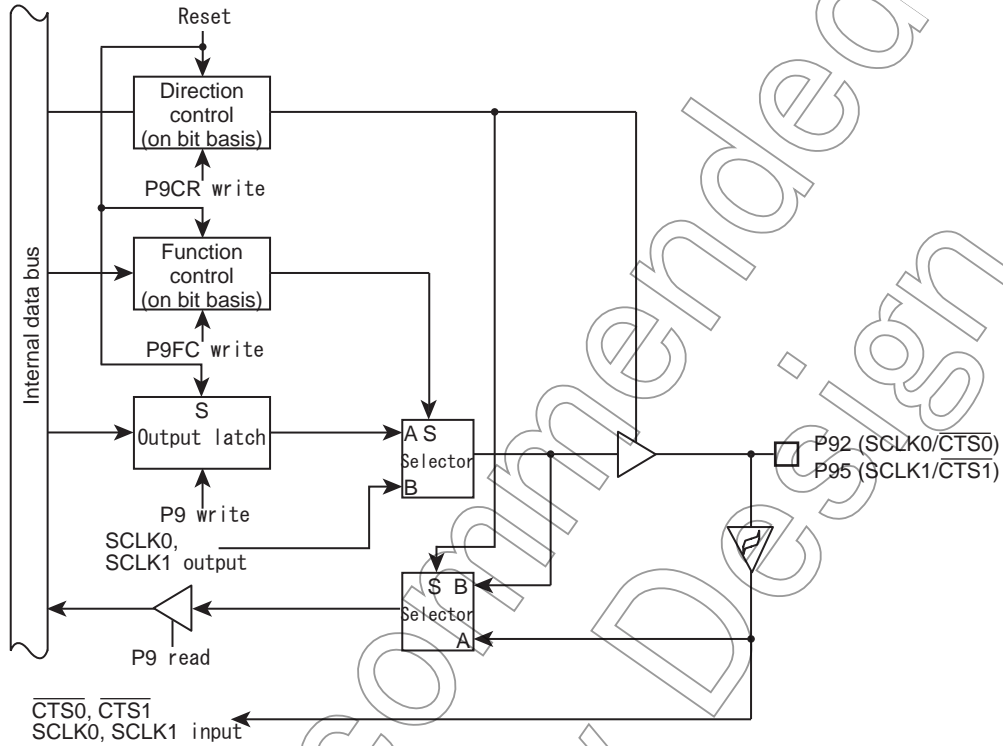 Reset
Direction
control
(on bit basis)
P9CR write
Function
control
(on bit basis)
P9FC write
Internal data bus
S
Output latch
P9 write
A S
Selector
B
SCLK0,
SCLK1 output
P92 (SCLK0/CTS0)
P95 (SCLK1/CTS1)
S B
Selector
A
P9 read
CTS0, CTS1
SCLK0, SCLK1 input
commended
Design